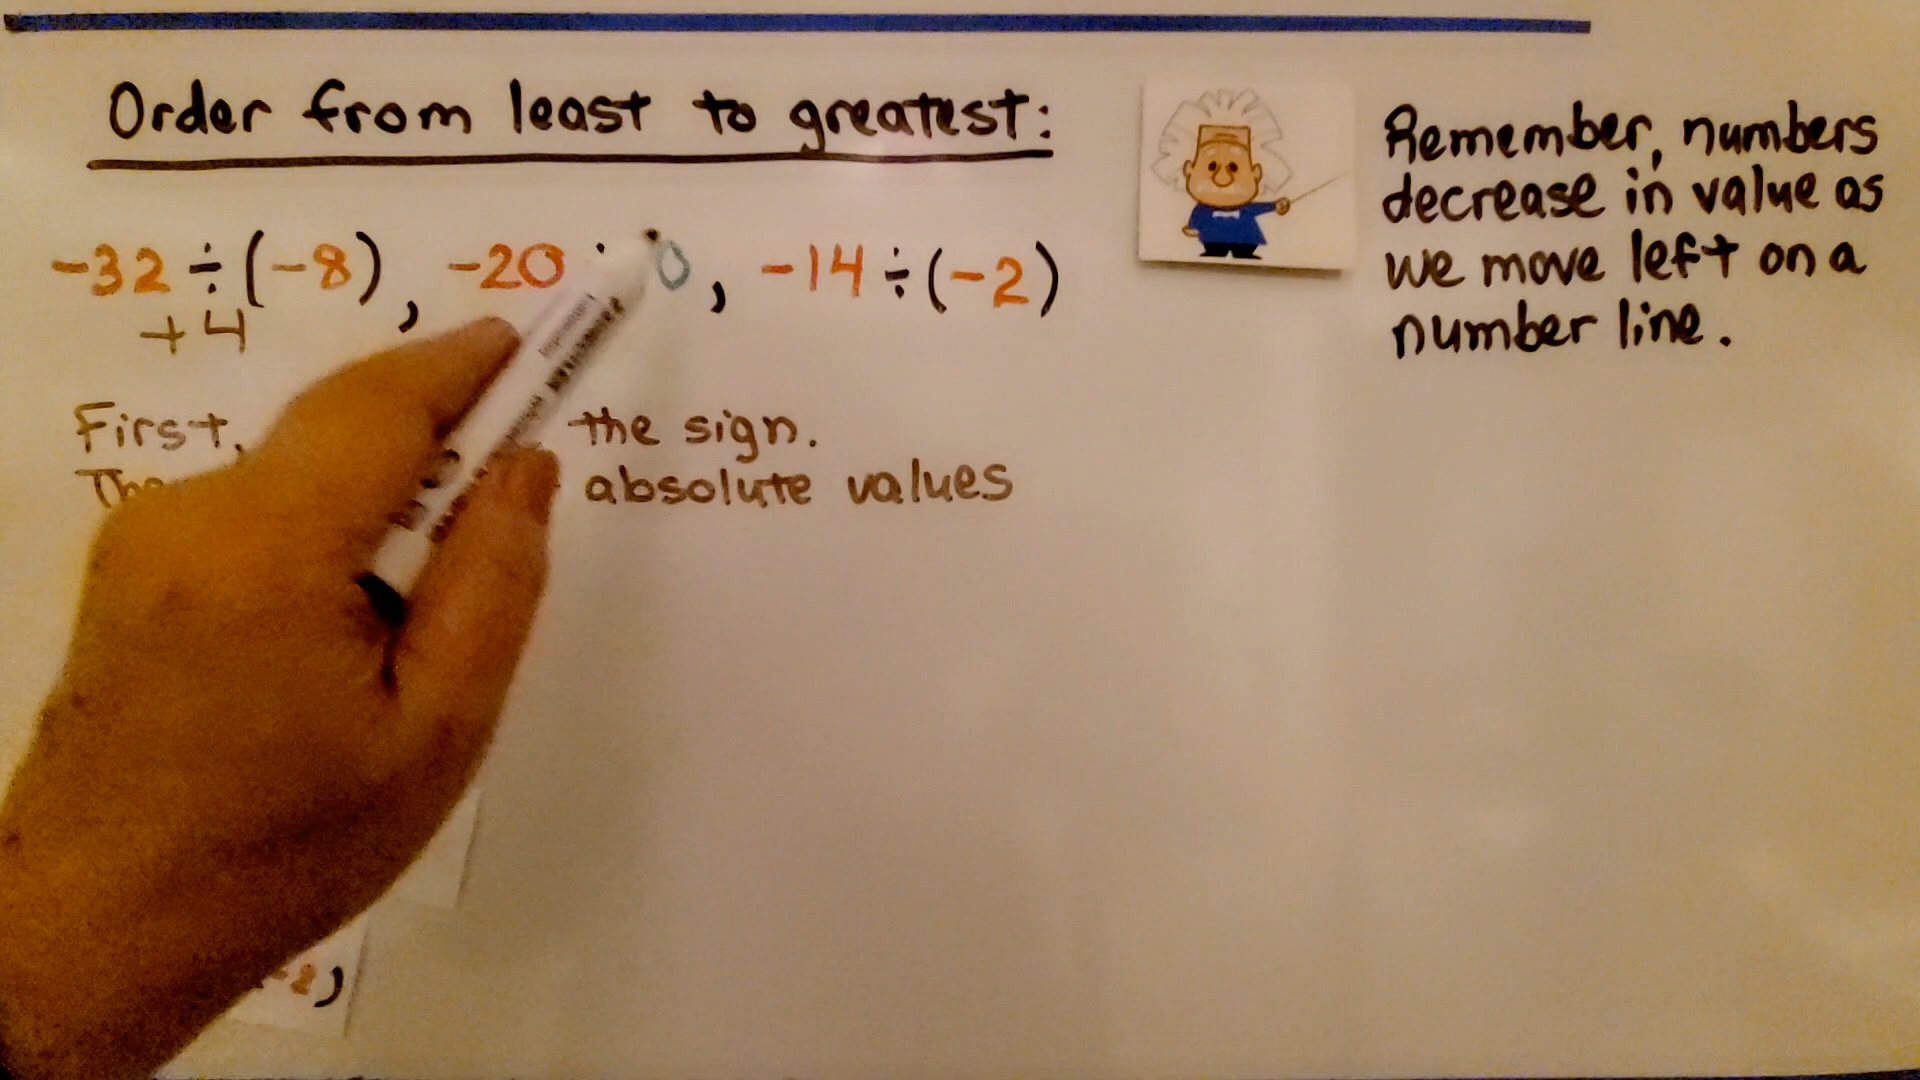 Order from least to greatest:
-32 ÷ (-8), -20 0, -14 ÷ (-2)
+4
First, the sign.
absolute values
-2)
Remember, numbers
decrease in value as
we move left on a
number line.